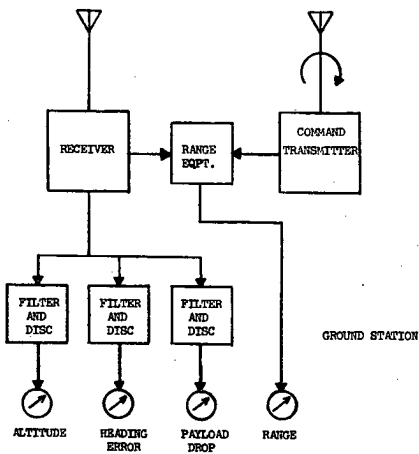 RECEIVER
RANGE
EQPT.
COMMAND
TRANSMITTER
FILTER
AND
DISC
FILTER
AND
DISC
FILTER
AND
DISC
GROUND STATION
ALTITUDE
HEADING
ERROR
PAYLOAD
DROP
RANGE